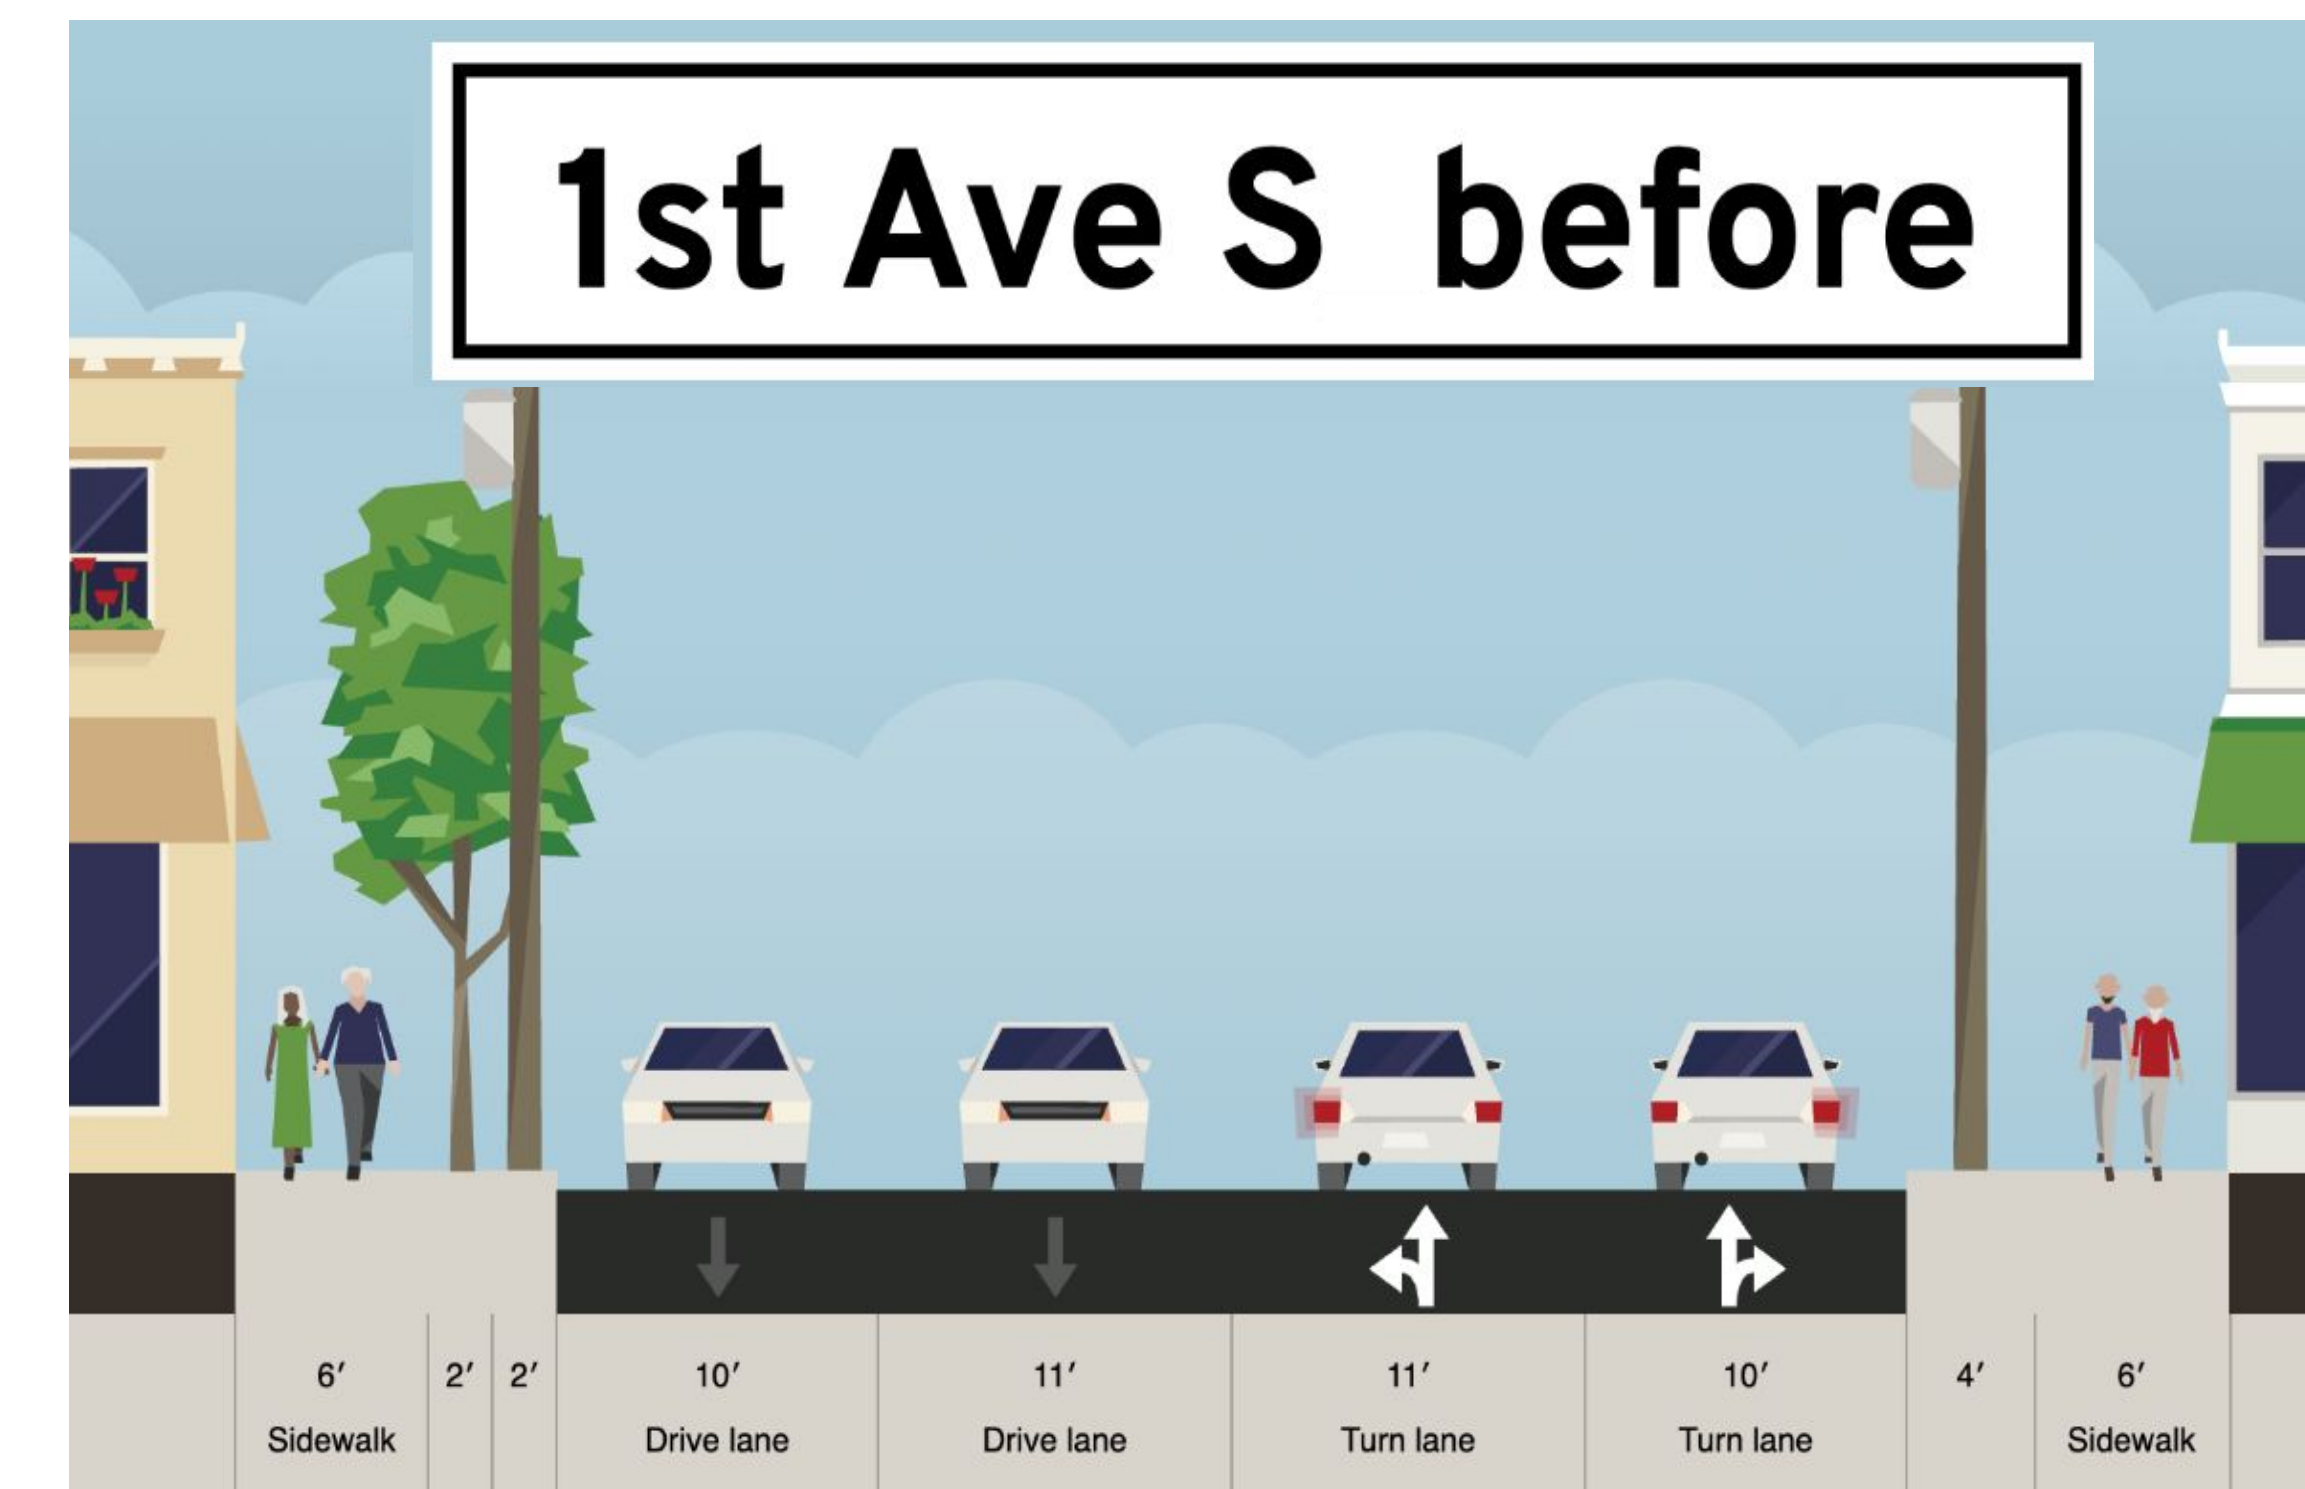 1st Ave S before
6′ 2′ 2′ 10′ 11′ 11′ 10′ 4′ 6′
Sidewalk Drive lane Drive lane Turn lane Turn lane Sidewalk